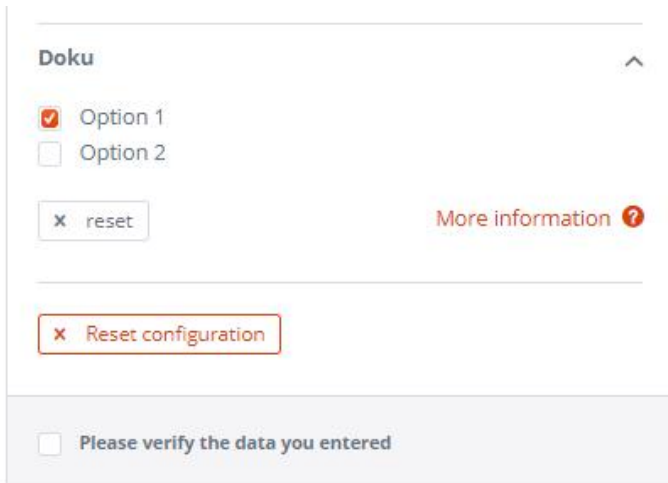 Doku
Option 1
Option 2
× reset
More information ?
× Reset configuration
Please verify the data you entered